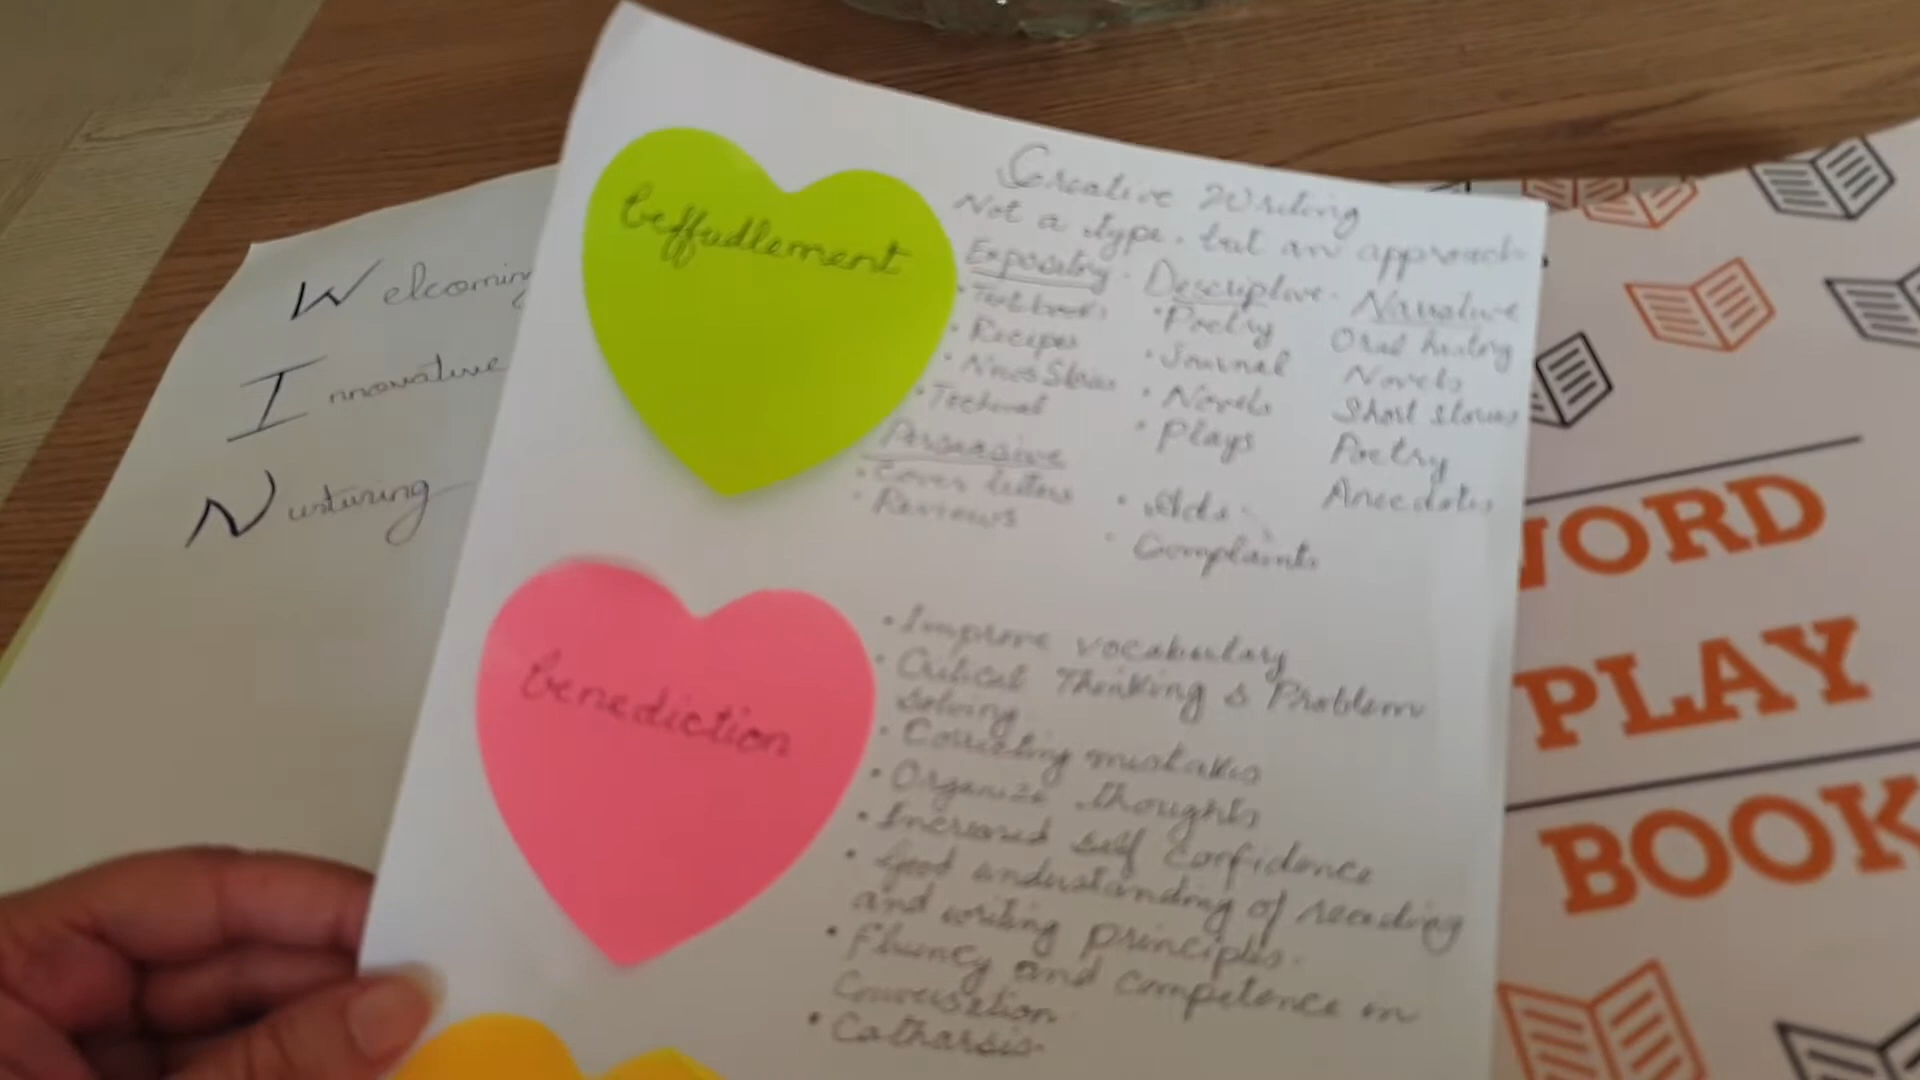 Welcoming
Innovative
Nurturing
beffudlement
Creative Writing
Not a type, but an approach
Expository. Descriptive. Narrative
• Textbooks • Poetry Oral history
• Recipes • Journal Novels
• News Stories • Novels Short stories
• Technical • Plays Poetry
Persuasive Anecdotes
• Cover letters • Ads
• Reviews • Complaints
benediction
• Improve vocabulary
• Critical Thinking & Problem
solving
• Correcting mistakes
• Organize thoughts
• Increased self confidence
• Good understanding of reading
and writing principles.
• Fluency and competence in
Conversation
• Catharsis.
WORD
PLAY
BOOK